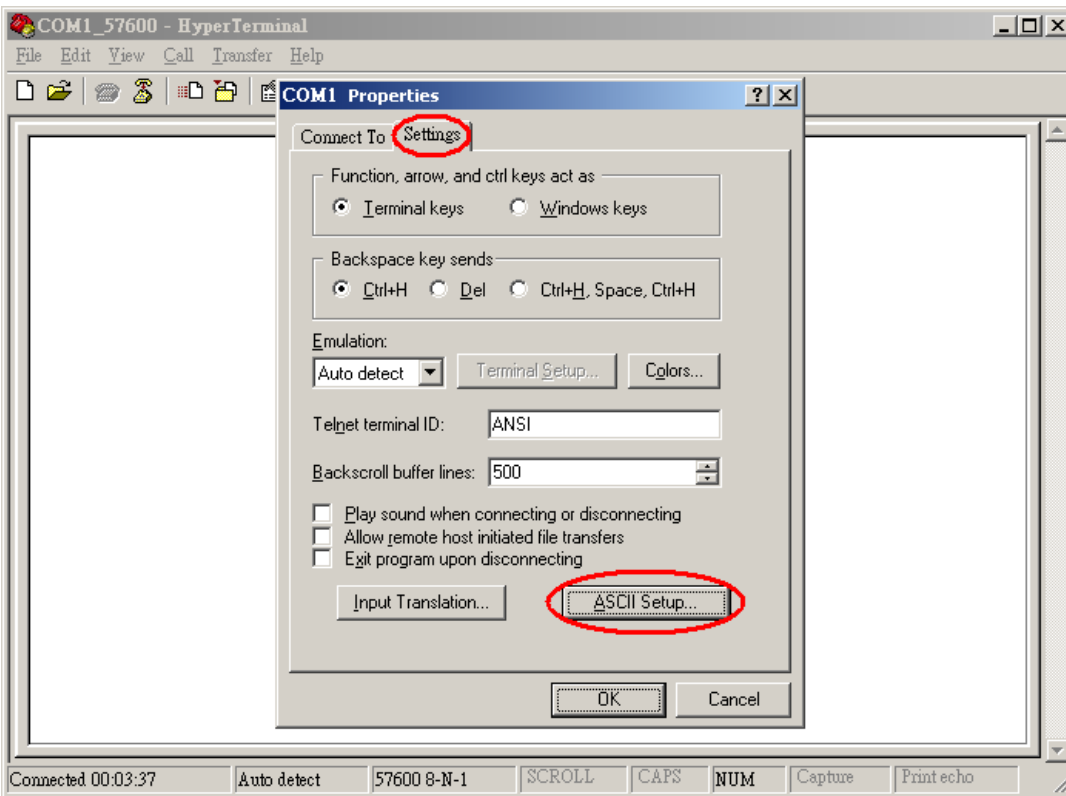 COM1_57600 - HyperTerminal
File Edit View Call Transfer Help
COM1 Properties
Connect To Settings
Function, arrow, and ctrl keys act as
Terminal keys Windows keys
Backspace key sends
Ctrl+H Del Ctrl+H, Space, Ctrl+H
Emulation:
Auto detect Terminal Setup... Colors...
Telnet terminal ID: ANSI
Backscroll buffer lines: 500
Play sound when connecting or disconnecting
Allow remote host initiated file transfers
Exit program upon disconnecting
Input Translation... ASCII Setup...
OK Cancel
Connected 00:03:37 Auto detect 57600 8-N-1 SCROLL CAPS NUM Capture Print echo